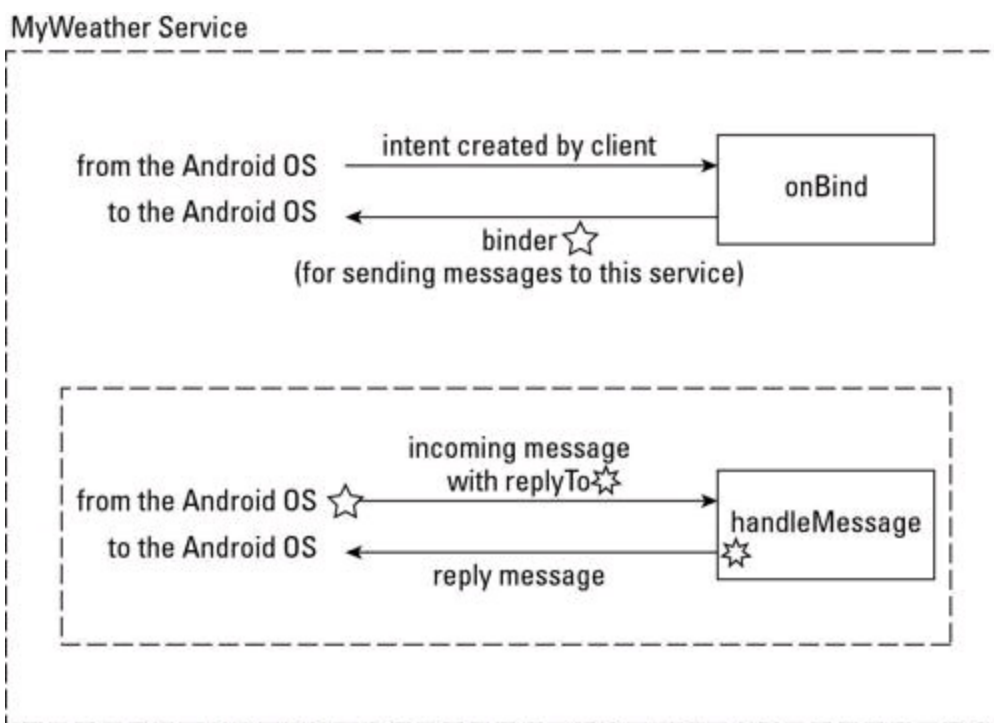 MyWeather Service
intent created by client
from the Android OS
onBind
to the Android OS
binder
(for sending messages to this service)
incoming message
with replyTo
from the Android OS
handleMessage
to the Android OS
reply message